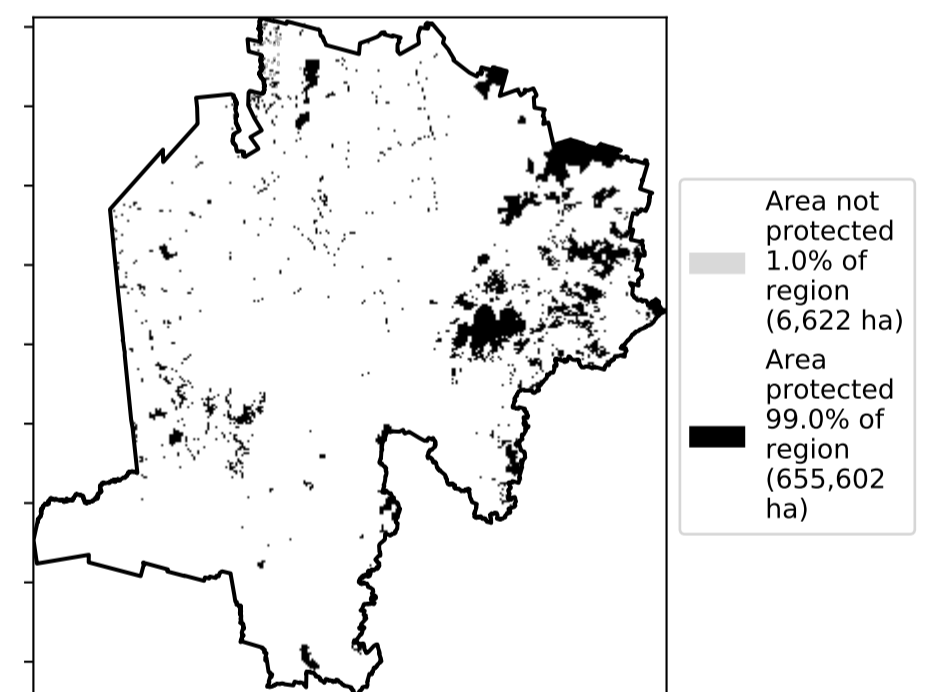 Area not
protected
1.0% of
region
(6,622 ha)
Area
protected
99.0% of
region
(655,602
ha)